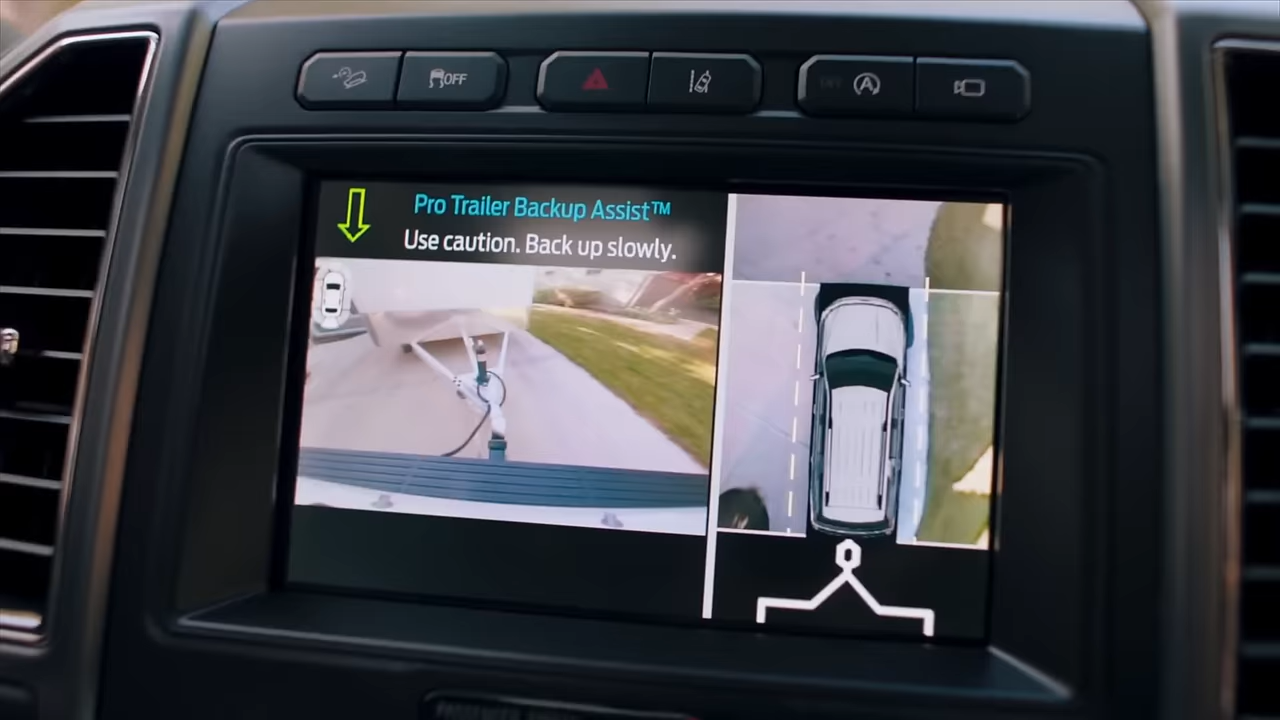 OFF
A
Pro Trailer Backup Assist™
Use caution. Back up slowly.